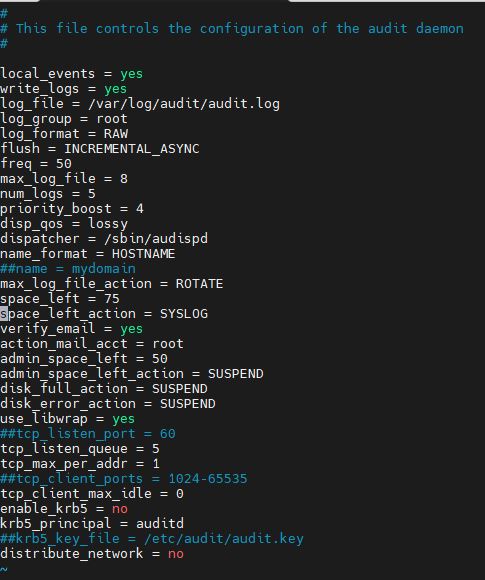 #
# This file controls the configuration of the audit daemon
#
local_events = yes
write_logs = yes
log_file = /var/log/audit/audit.log
log_group = root
log_format = RAW
flush = INCREMENTAL_ASYNC
freq = 50
max_log_file = 8
num_logs = 5
priority_boost = 4
disp_qos = lossy
dispatcher = /sbin/audispd
name_format = HOSTNAME
##name = mydomain
max_log_file_action = ROTATE
space_left = 75
space_left_action = SYSLOG
verify_email = yes
action_mail_acct = root
admin_space_left = 50
admin_space_left_action = SUSPEND
disk_full_action = SUSPEND
disk_error_action = SUSPEND
use_libwrap = yes
##tcp_listen_port = 60
tcp_listen_queue = 5
tcp_max_per_addr = 1
##tcp_client_ports = 1024-65535
tcp_client_max_idle = 0
enable_krb5 = no
krb5_principal = auditd
##krb5_key_file = /etc/audit/audit.key
distribute_network = no
~